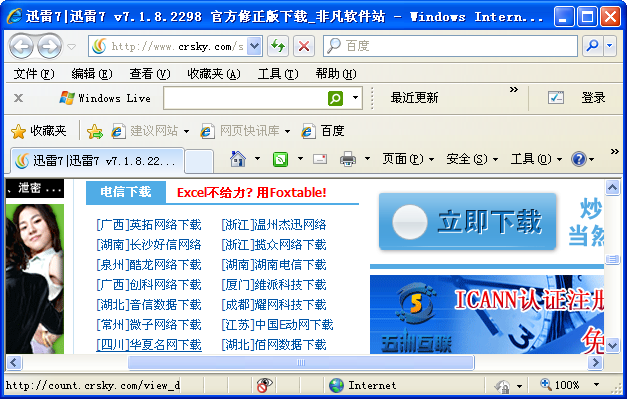 迅雷7|迅雷7 v7.1.8.2298 官方修正版下载_非凡软件站 - Windows Intern...
http://www.crsky.com/s
百度
文件(F) 编辑(E) 查看(V) 收藏夹(A) 工具(T) 帮助(H)
x Windows Live 最近更新 » 登录
收藏夹 建议网站 网页快讯库 百度
迅雷7|迅雷7 v7.1.8.22... 页面(P) 安全(S) 工具(O) »
、泄密 ...
电信下载 Excel不给力? 用Foxtable!
[广西]英拓网络下载 [浙江]温州杰迅网络
[湖南]长沙好信网络 [浙江]揽众网络下载
[泉州]酷龙网络下载 [湖南]湖南电信下载
[广西]创科网络下载 [厦门]维派科技下载
[湖北]音信数据下载 [成都]耀网科技下载
[常州]微子网络下载 [江苏]中国E动网下载
[四川]华夏名网下载 [湖北]佰网数据下载
立即下载
炒
当然
ICANN认证注册
免
五洲互联
http://count.crsky.com/view_d Internet 100%